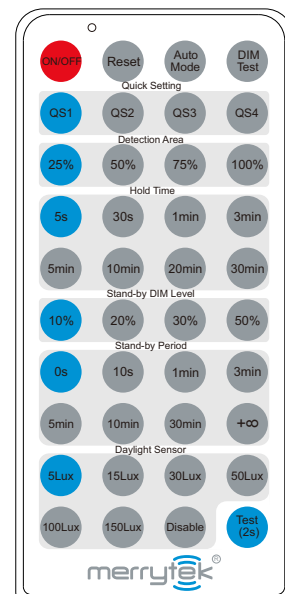 ON/OFF Reset Auto Mode DIM Test
Quick Setting
QS1 QS2 QS3 QS4
Detection Area
25% 50% 75% 100%
Hold Time
5s 30s 1min 3min
5min 10min 20min 30min
Stand-by DIM Level
10% 20% 30% 50%
Stand-by Period
0s 10s 1min 3min
5min 10min 30min +∞
Daylight Sensor
5Lux 15Lux 30Lux 50Lux
100Lux 150Lux Disable Test (2s)
merrytek®